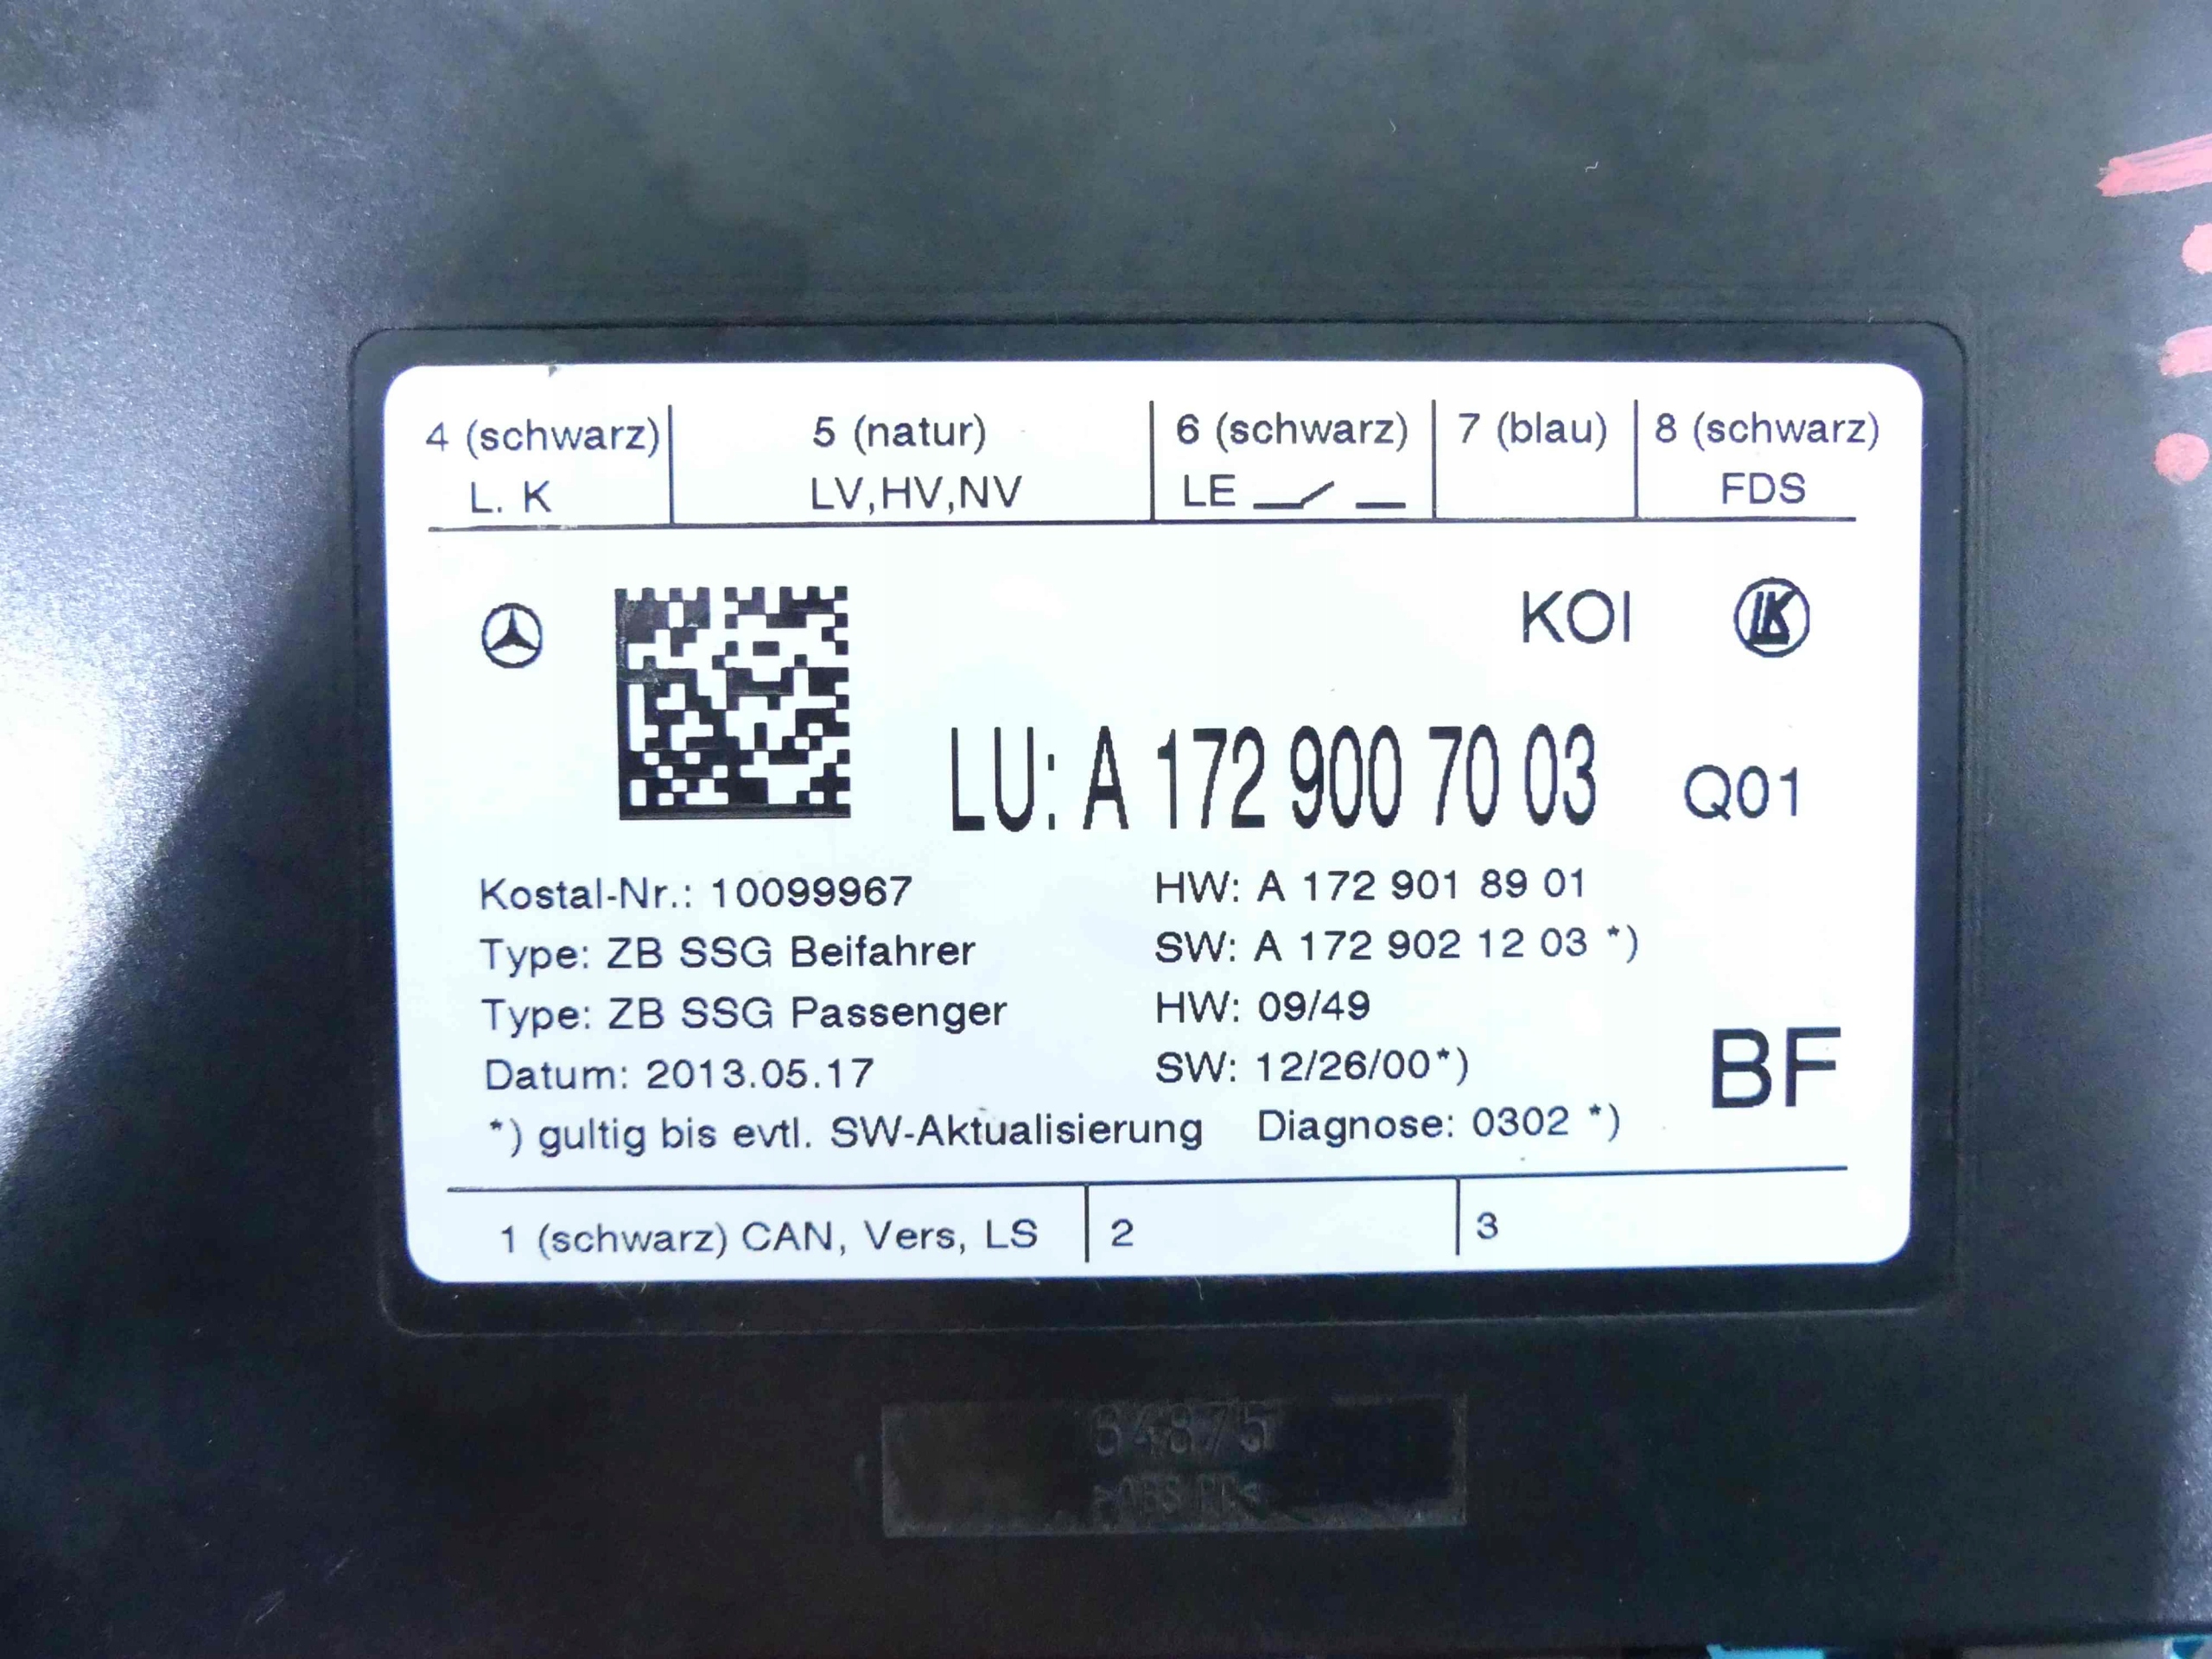 4 (schwarz) 5 (natur) 6 (schwarz) 7 (blau) 8 (schwarz)
L. K LV,HV,NV LE FDS
KOI
LU: A 172 900 70 03 Q01
Kostal-Nr.: 10099967 HW: A 172 901 89 01
Type: ZB SSG Beifahrer SW: A 172 902 12 03 *)
Type: ZB SSG Passenger HW: 09/49
Datum: 2013.05.17 SW: 12/26/00*)
BF
*) gultig bis evtl. SW-Aktualisierung Diagnose: 0302 *)
1 (schwarz) CAN, Vers, LS 2 3